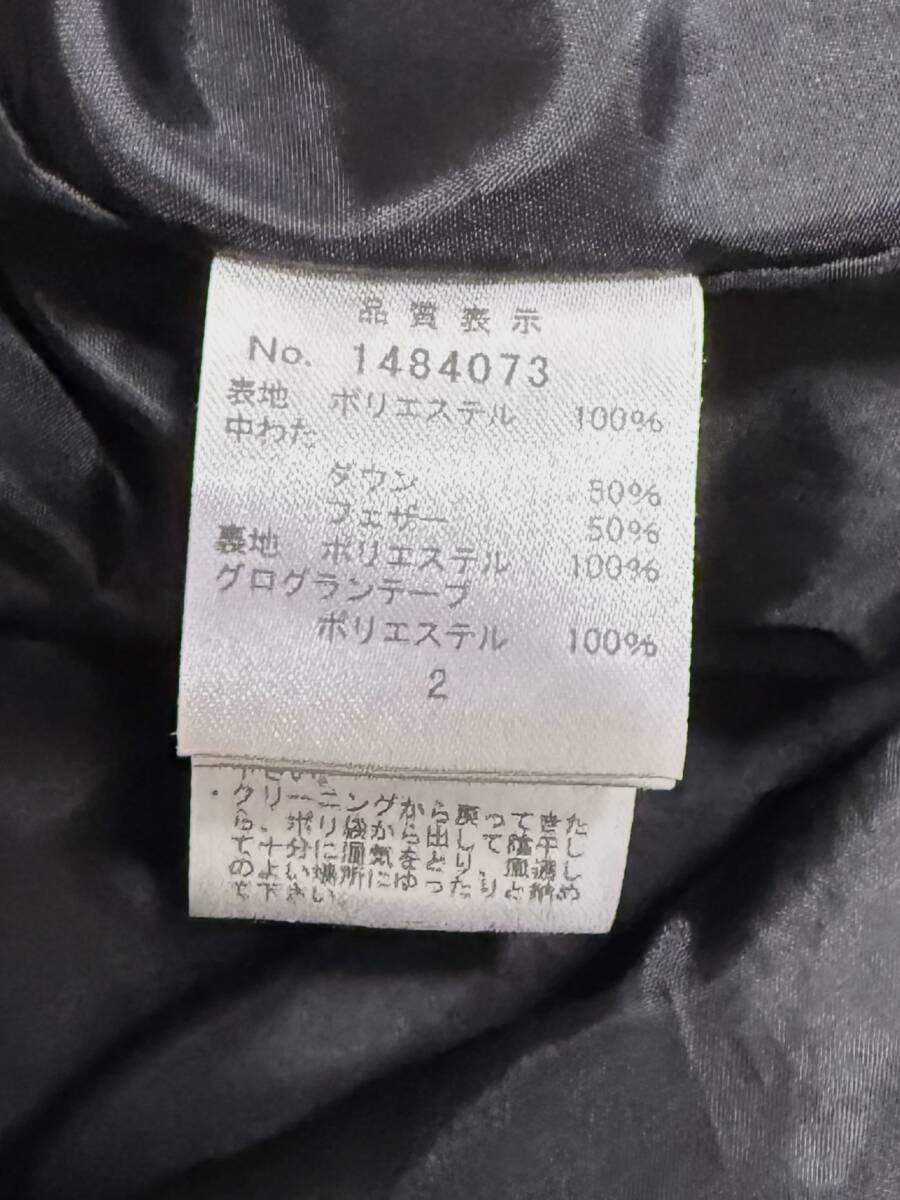 品質表示
No. 1484073
表地 ポリエステル 100%
中わた
ダウン 50%
フェザー 50%
裏地 ポリエステル 100%
グログランテープ
ポリエステル 100%
2
・クリーニングから戻ってきた
ら、ポリ袋から出して、陰干し
て十分に湿気をとり、風通し
のよい場所にゆったりと納め
て下さい